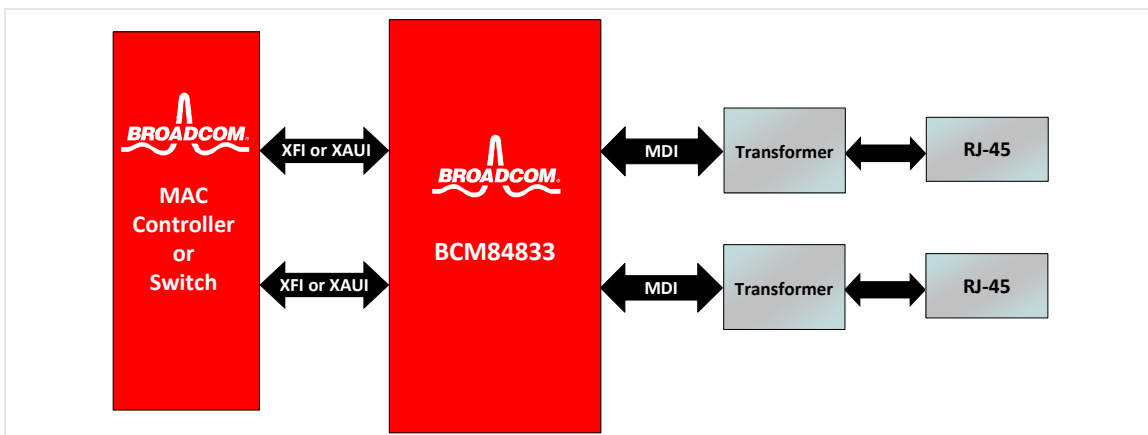 BROADCOM®
MAC
Controller
or
Switch
XFI or XAUI
XFI or XAUI
BROADCOM®
BCM84833
MDI
MDI
Transformer
Transformer
RJ-45
RJ-45